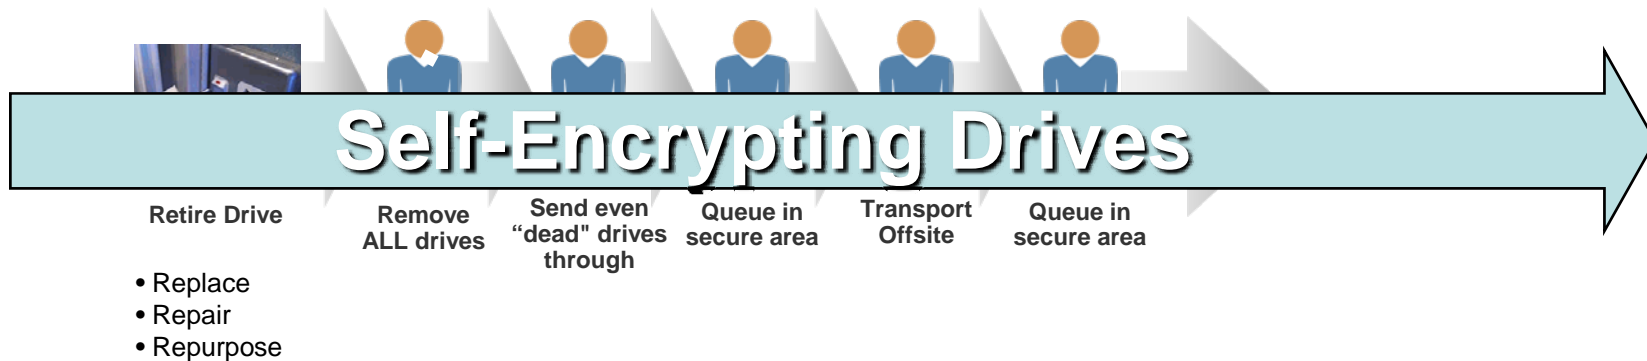 Self-Encrypting Drives
Retire Drive
Remove
ALL drives
Send even
“dead" drives
through
Queue in
secure area
Transport
Offsite
Queue in
secure area
• Replace
• Repair
• Repurpose